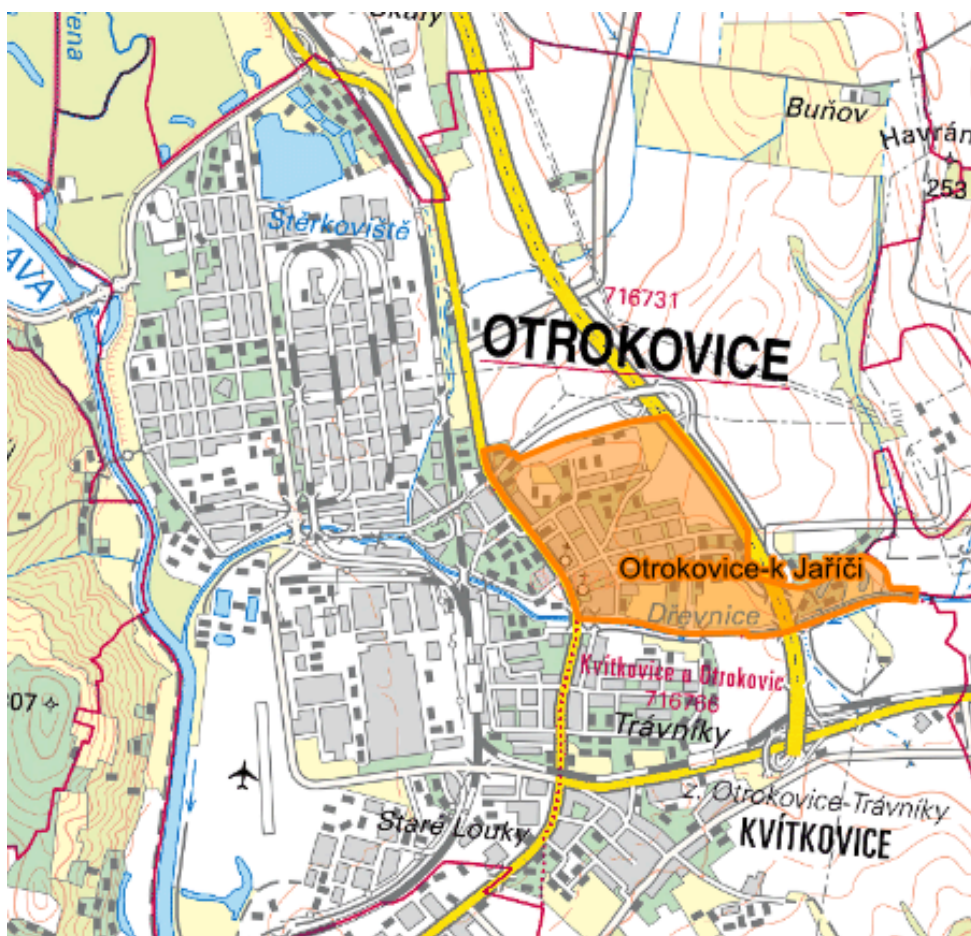 Buňov
Havrán
253
Štěrkoviště
AVA
716731
OTROKOVICE
Otrokovice-k Jaříčí
Dřevnice
Kvítkovice u Otrokovic
716766
Trávníky
07
z. Otrokovice-Trávníky
Staré Louky
KVÍTKOVICE